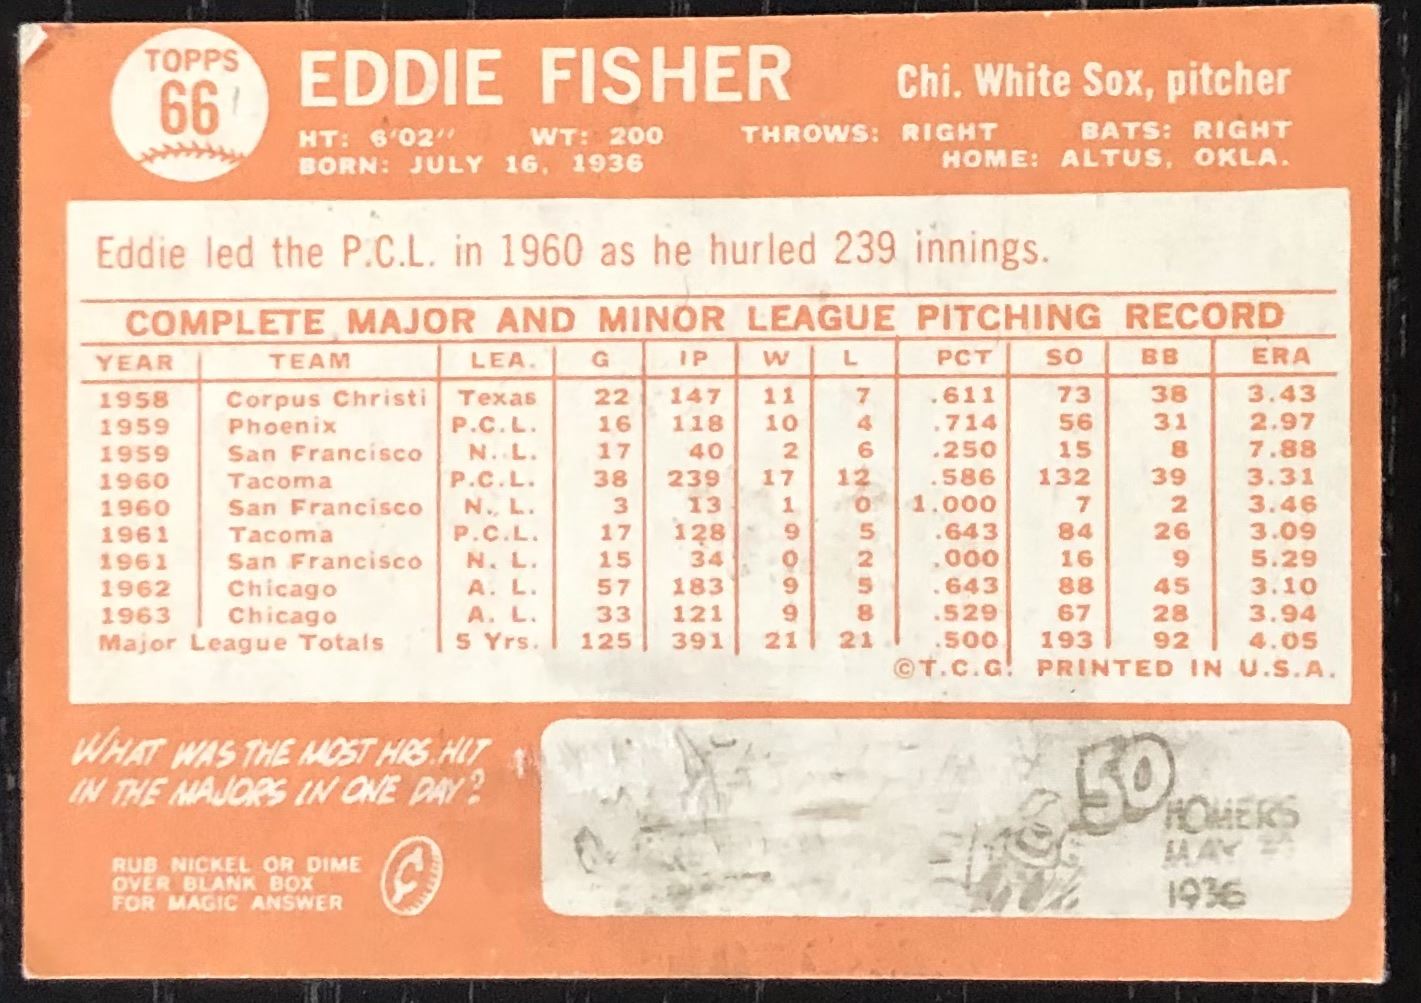 TOPPS
66
EDDIE FISHER
Chi. White Sox, pitcher
HT: 6'02" WT: 200 THROWS: RIGHT BATS: RIGHT
BORN: JULY 16, 1936 HOME: ALTUS, OKLA.
Eddie led the P.C.L. in 1960 as he hurled 239 innings.
COMPLETE MAJOR AND MINOR LEAGUE PITCHING RECORD
YEAR TEAM LEA. G IP W L PCT SO BB ERA
1958 Corpus Christi Texas 22 147 11 7 .611 73 38 3.43
1959 Phoenix P.C.L. 16 118 10 4 .714 56 31 2.97
1959 San Francisco N. L. 17 40 2 6 .250 15 8 7.88
1960 Tacoma P.C.L. 38 239 17 12 .586 132 39 3.31
1960 San Francisco N. L. 3 13 1 0 1.000 7 2 3.46
1961 Tacoma P.C.L. 17 128 9 5 .643 84 26 3.09
1961 San Francisco N. L. 15 34 0 2 .000 16 9 5.29
1962 Chicago A. L. 57 183 9 5 .643 88 45 3.10
1963 Chicago A. L. 33 121 9 8 .529 67 28 3.94
Major League Totals 5 Yrs. 125 391 21 21 .500 193 92 4.05
©T.C.G. PRINTED IN U.S.A.
WHAT WAS THE MOST HRS. HIT
IN THE MAJORS IN ONE DAY?
RUB NICKEL OR DIME
OVER BLANK BOX
FOR MAGIC ANSWER
50
HOMERS
MAY
1936